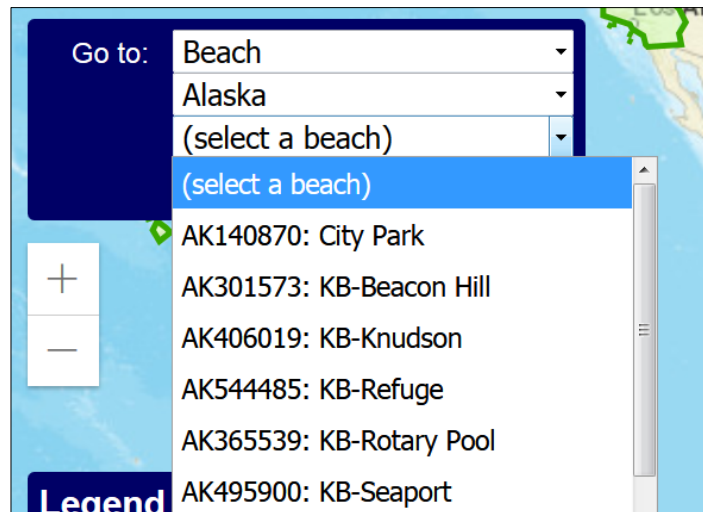 Go to:
Beach
Alaska
(select a beach)
(select a beach)
AK140870: City Park
AK301573: KB-Beacon Hill
AK406019: KB-Knudson
AK544485: KB-Refuge
AK365539: KB-Rotary Pool
AK495900: KB-Seaport
Legend